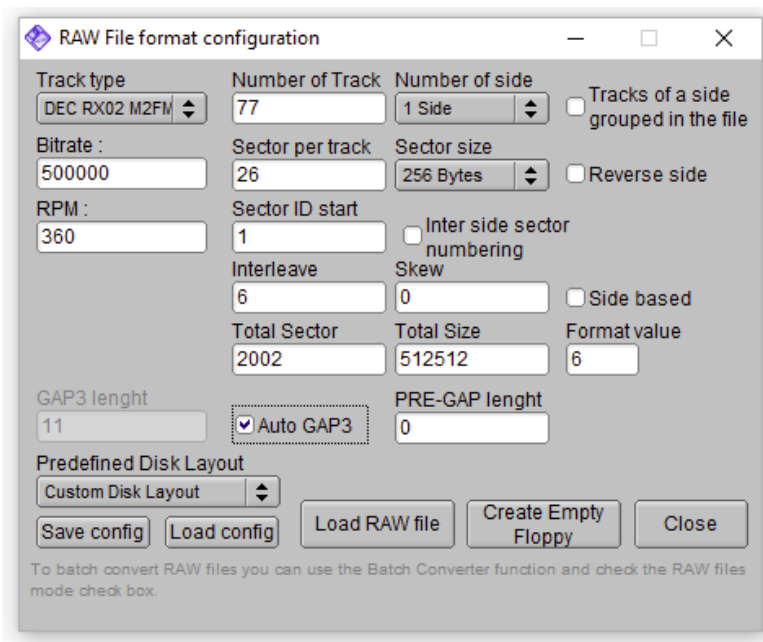 RAW File format configuration
Track type
Number of Track
Number of side
DEC RX02 M2FM
77
1 Side
Tracks of a side
grouped in the file
Bitrate :
Sector per track
Sector size
500000
26
256 Bytes
Reverse side
RPM :
Sector ID start
360
1
Inter side sector
numbering
Interleave
Skew
6
0
Side based
Total Sector
Total Size
Format value
2002
512512
6
GAP3 lenght
PRE-GAP lenght
11
Auto GAP3
0
Predefined Disk Layout
Custom Disk Layout
Save config
Load config
Load RAW file
Create Empty
Floppy
Close
To batch convert RAW files you can use the Batch Converter function and check the RAW files
mode check box.